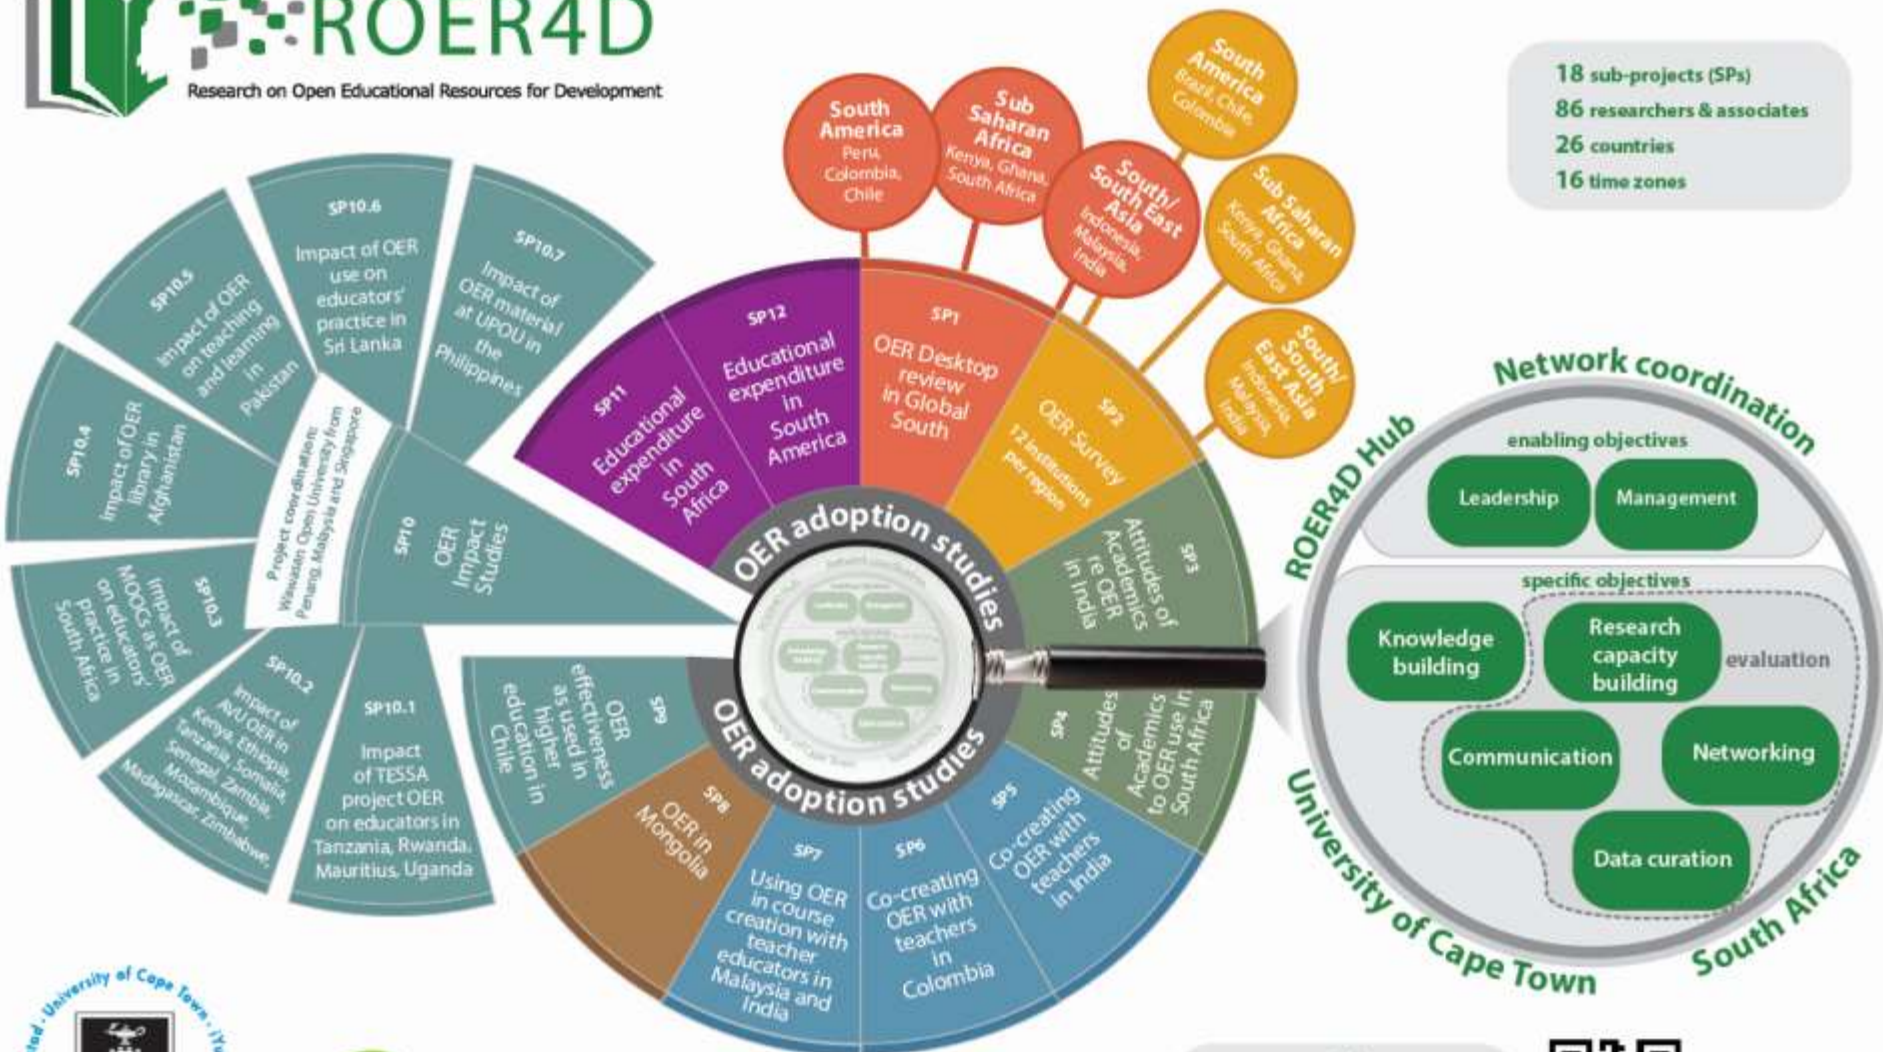 ROER4D
Research on Open Educational Resources for Development
18 sub-projects (SPs)
86 researchers & associates
26 countries
16 time zones
South
America
Peru,
Colombia,
Chile
Sub
Saharan
Africa
Kenya, Ghana,
South Africa
South/
South East
Asia
Indonesia,
Malaysia,
India
South
America
Brazil, Chile,
Colombia
Sub Saharan
Africa
Kenya, Ghana,
South Africa
South/
South
East Asia
Indonesia,
Malaysia,
India
SP1
OER Desktop
review
in Global
South
SP2
OER Survey
12 institutions
per region
SP3
Attitudes of
Academics
re OER
in India
SP4
Attitudes
of
Academics
to OER use in
South Africa
SP5
Co-creating
OER with
teachers
in India
SP6
Co-creating
OER with
teachers
in
Colombia
SP7
Using OER
in course
creation with
teacher
educators in
Malaysia and
India
SP8
OER in
Mongolia
SP9
OER
effectiveness
as used in
higher
education in
Chile
SP10
OER
Impact
Studies
Project coordination:
Wawasan Open University from
Penang, Malaysia and Singapore
SP10.1
Impact
of TESSA
project OER
on educators in
Tanzania, Rwanda,
Mauritius, Uganda
SP10.2
Impact of
AVU OER in
Kenya, Ethiopia,
Tanzania, Somalia,
Senegal, Zambia,
Mozambique,
Madagascar, Zimbabwe,
SP10.3
Impact of
MOOCs as OER
on educators'
practice in
South Africa
SP10.4
Impact of OER
library in
Afghanistan
SP10.5
Impact of OER
on teaching
and learning
in
Pakistan
SP10.6
Impact of OER
use on
educators'
practice in
Sri Lanka
SP10.7
Impact of
OER material
at UPOU in
the
Philippines
SP11
Educational
expenditure
in
South
Africa
SP12
Educational
expenditure
in
South
America
OER adoption studies
OER adoption studies
Network coordination
ROER4D Hub
enabling objectives
Leadership
Management
specific objectives
Knowledge
building
Research
capacity
building
evaluation
Communication
Networking
Data curation
University of Cape Town
South Africa
University of Cape Town